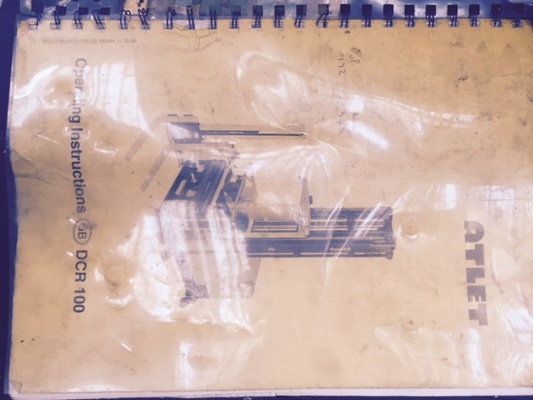 ATLET
Operating Instructions GB DCR 100